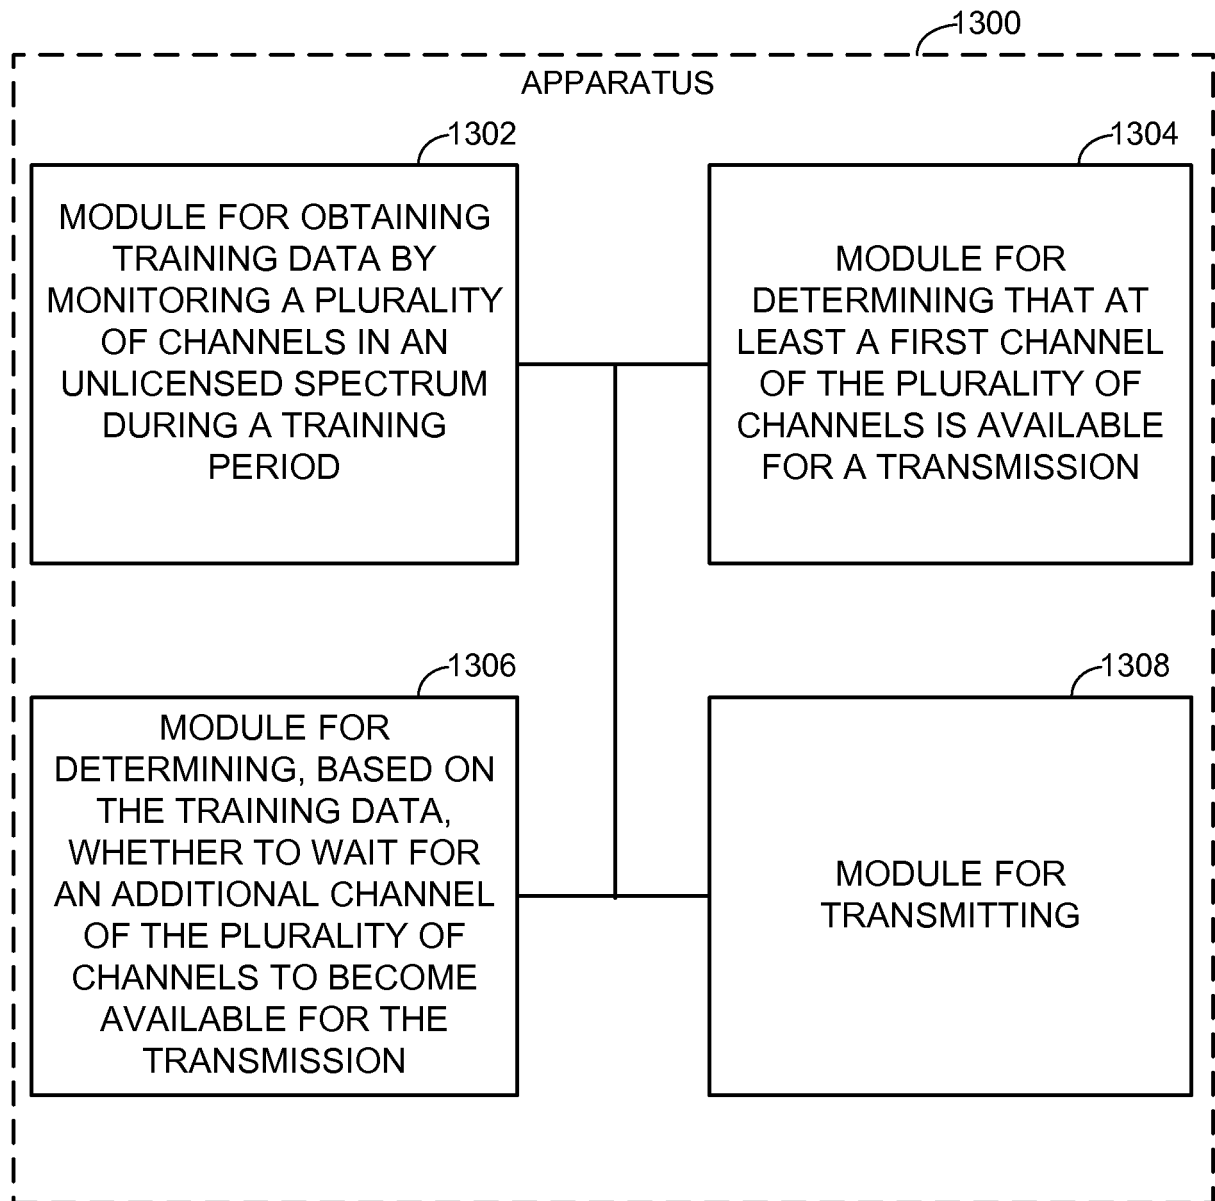 1300
APPARATUS
1302
MODULE FOR OBTAINING
TRAINING DATA BY
MONITORING A PLURALITY
OF CHANNELS IN AN
UNLICENSED SPECTRUM
DURING A TRAINING
PERIOD
1304
MODULE FOR
DETERMINING THAT AT
LEAST A FIRST CHANNEL
OF THE PLURALITY OF
CHANNELS IS AVAILABLE
FOR A TRANSMISSION
1306
MODULE FOR
DETERMINING, BASED ON
THE TRAINING DATA,
WHETHER TO WAIT FOR
AN ADDITIONAL CHANNEL
OF THE PLURALITY OF
CHANNELS TO BECOME
AVAILABLE FOR THE
TRANSMISSION
1308
MODULE FOR
TRANSMITTING